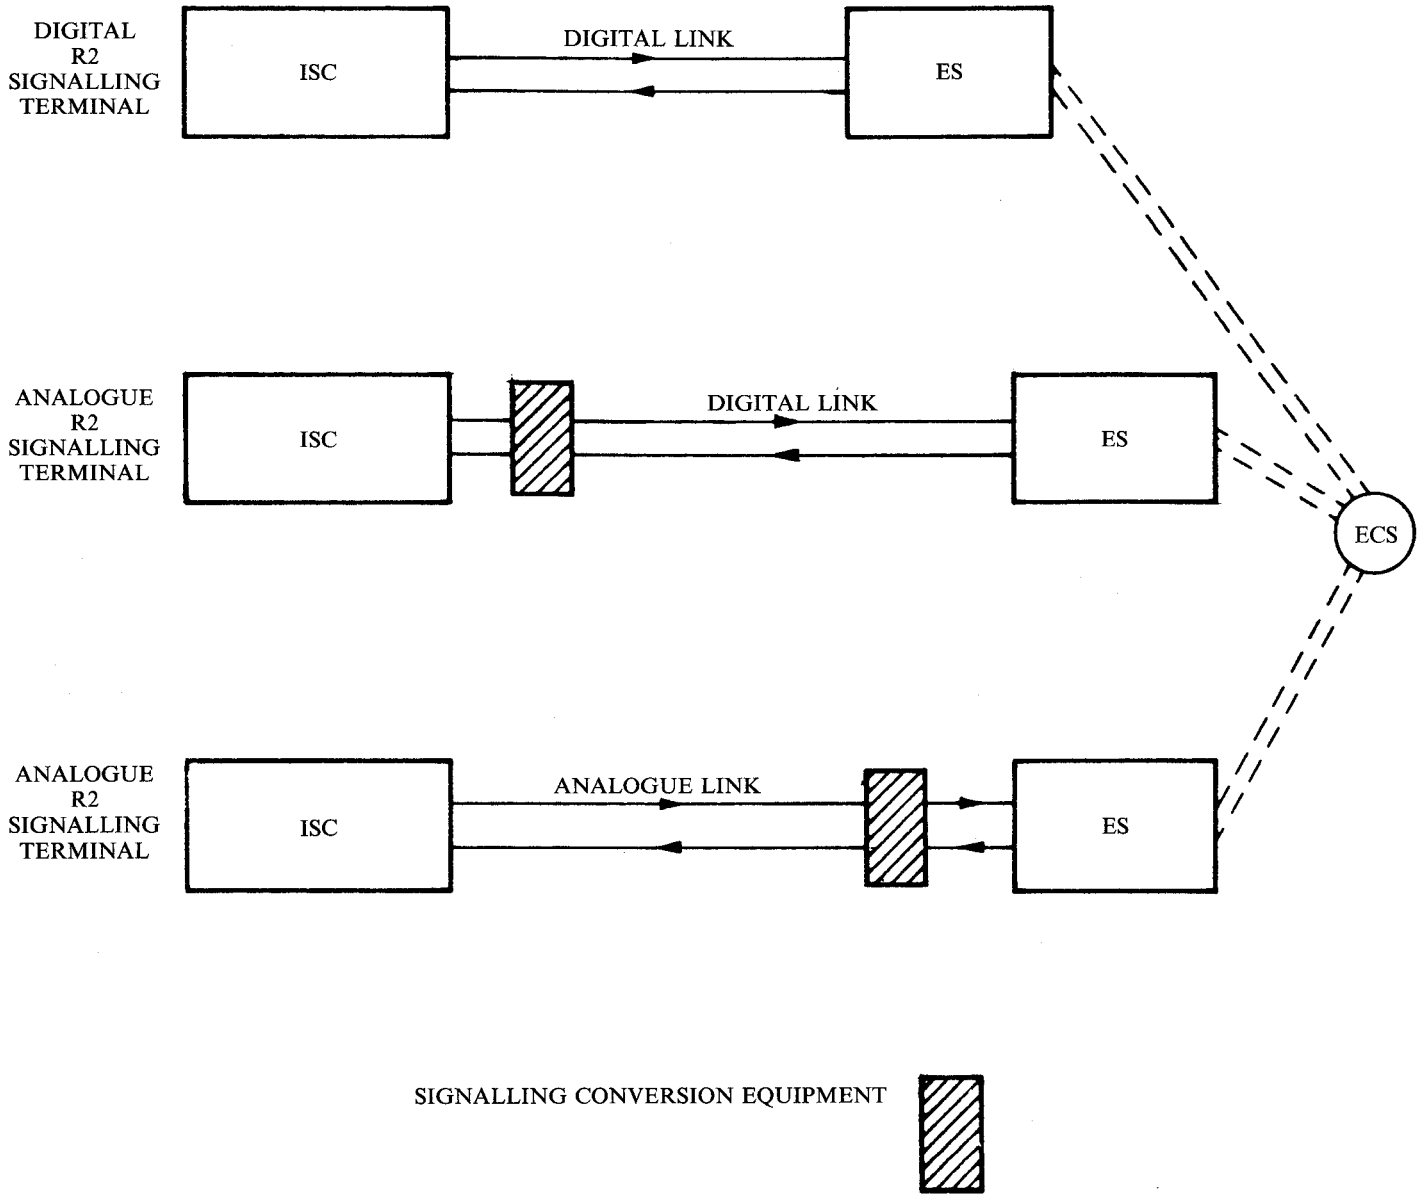 DIGITAL
R2
SIGNALLING
TERMINAL
ISC
DIGITAL LINK
ES
ANALOGUE
R2
SIGNALLING
TERMINAL
ISC
DIGITAL LINK
ES
ECS
ANALOGUE
R2
SIGNALLING
TERMINAL
ISC
ANALOGUE LINK
ES
SIGNALLING CONVERSION EQUIPMENT